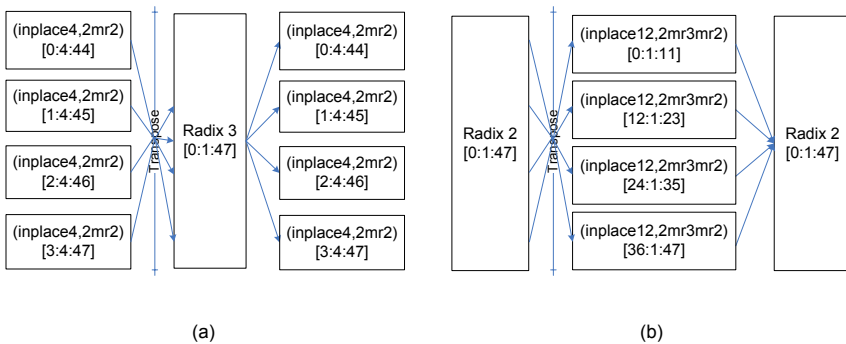 (inplace4,2mr2)
[0:4:44]
(inplace4,2mr2)
[1:4:45]
(inplace4,2mr2)
[2:4:46]
(inplace4,2mr2)
[3:4:47]
Transpose
Radix 3
[0:1:47]
(inplace4,2mr2)
[0:4:44]
(inplace4,2mr2)
[1:4:45]
(inplace4,2mr2)
[2:4:46]
(inplace4,2mr2)
[3:4:47]
(a)
Radix 2
[0:1:47]
Transpose
(inplace12,2mr3mr2)
[0:1:11]
(inplace12,2mr3mr2)
[12:1:23]
(inplace12,2mr3mr2)
[24:1:35]
(inplace12,2mr3mr2)
[36:1:47]
Radix 2
[0:1:47]
(b)